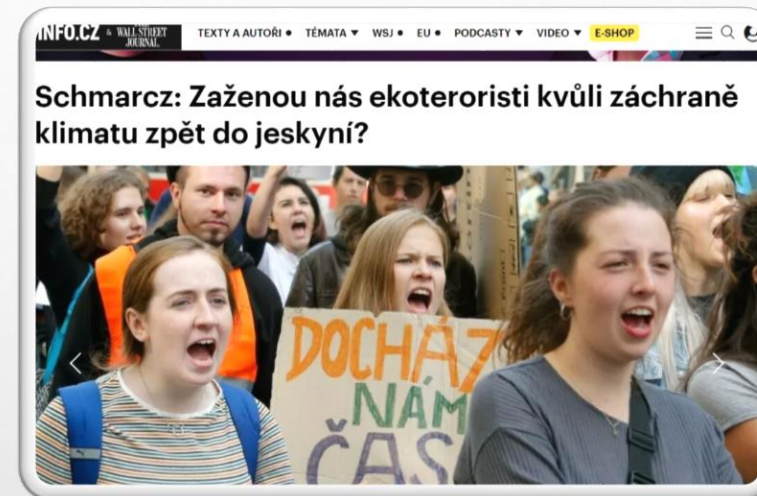 INFO.CZ & THE WALL STREET JOURNAL. TEXTY A AUTOŘI TÉMATA WSJ EU PODCASTY VIDEO E-SHOP
Schmarcz: Zaženou nás ekoteroristi kvůli záchraně
klimatu zpět do jeskyní?
DOCHÁZ
NÁM
ČAS